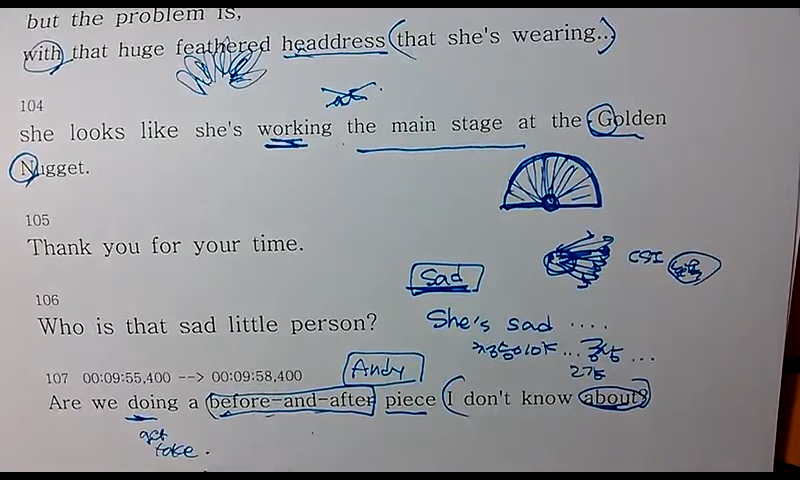 but the problem is,
with that huge feathered headdress (that she's wearing..)
at
104
she looks like she's working the main stage at the Golden
Nugget.
105
Thank you for your time.
CSI
Sad
106
Who is that sad little person?
She's sad ....
Andy
107 00:09:55,400 --> 00:09:58,400
Are we doing a before-and-after piece (I don't know about?)
get
take.